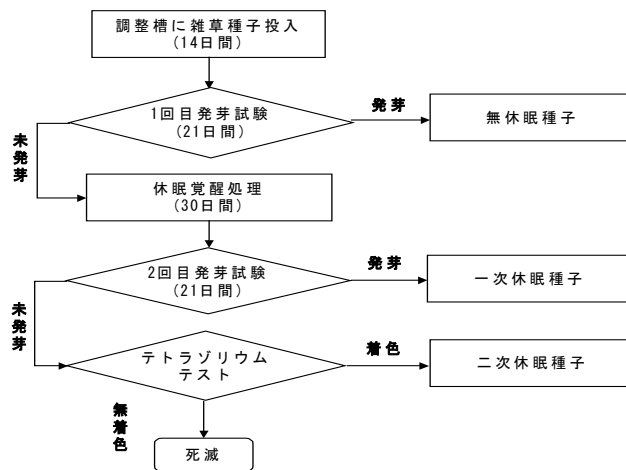 調整槽に雑草種子投入
(14日間)
1回目発芽試験
(21日間)
発芽
無休眠種子
未発芽
休眠覚醒処理
(30日間)
2回目発芽試験
(21日間)
発芽
一次休眠種子
未発芽
テトラゾリウム
テスト
着色
二次休眠種子
無着色
死滅